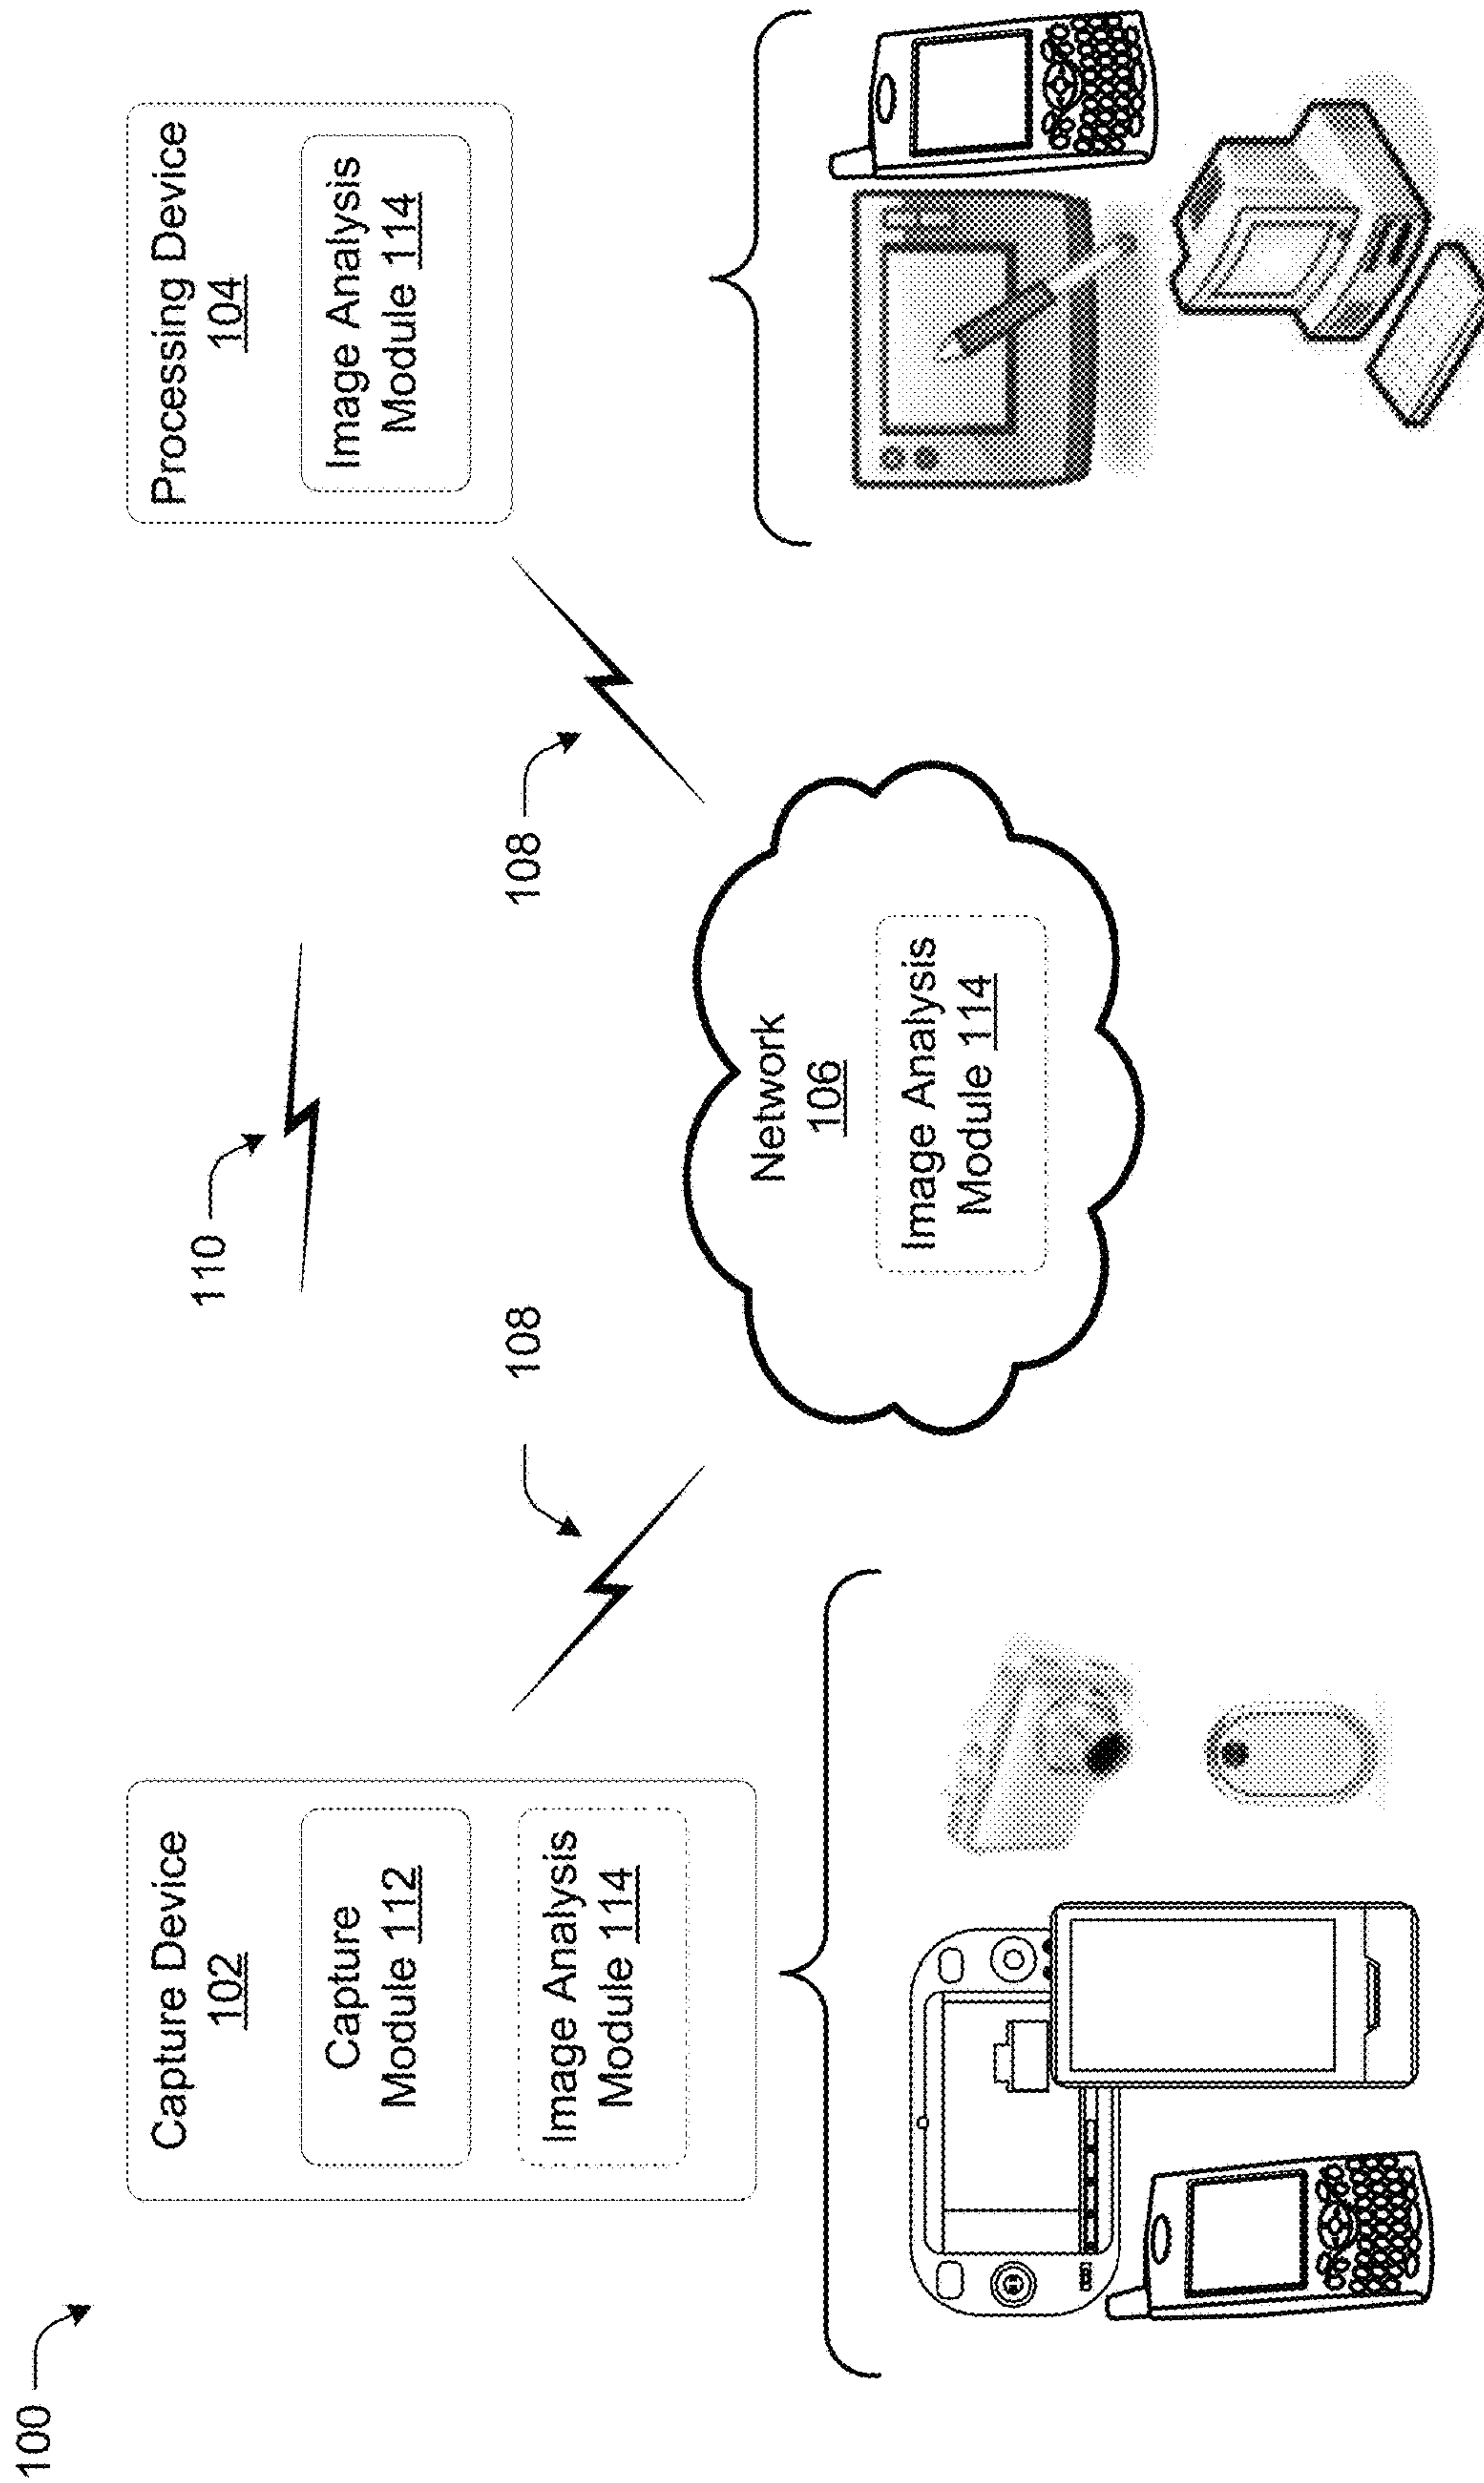 100
Capture Device
102
Capture
Module 112
Image Analysis
Module 114
110
108
108
Network
106
Image Analysis
Module 114
Processing Device
104
Image Analysis
Module 114